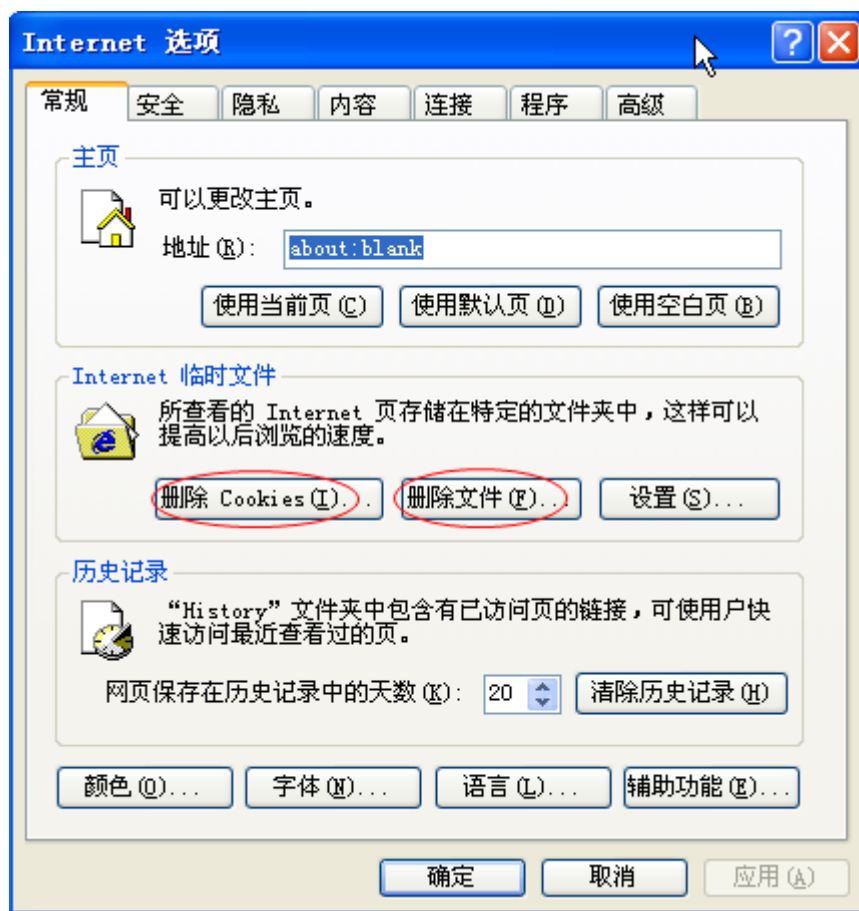 Internet 选项
常规 安全 隐私 内容 连接 程序 高级
主页
可以更改主页。
地址(R): about:blank
使用当前页(C) 使用默认页(D) 使用空白页(B)
Internet 临时文件
所查看的 Internet 页存储在特定的文件夹中，这样可以
提高以后浏览的速度。
删除 Cookies(I)... 删除文件(F)... 设置(S)...
历史记录
“History”文件夹中包含有已访问页的链接，可使用户快
速访问最近查看过的页。
网页保存在历史记录中的天数(K): 20 清除历史记录(H)
颜色(O)... 字体(N)... 语言(L)... 辅助功能(E)...
确定 取消 应用(A)